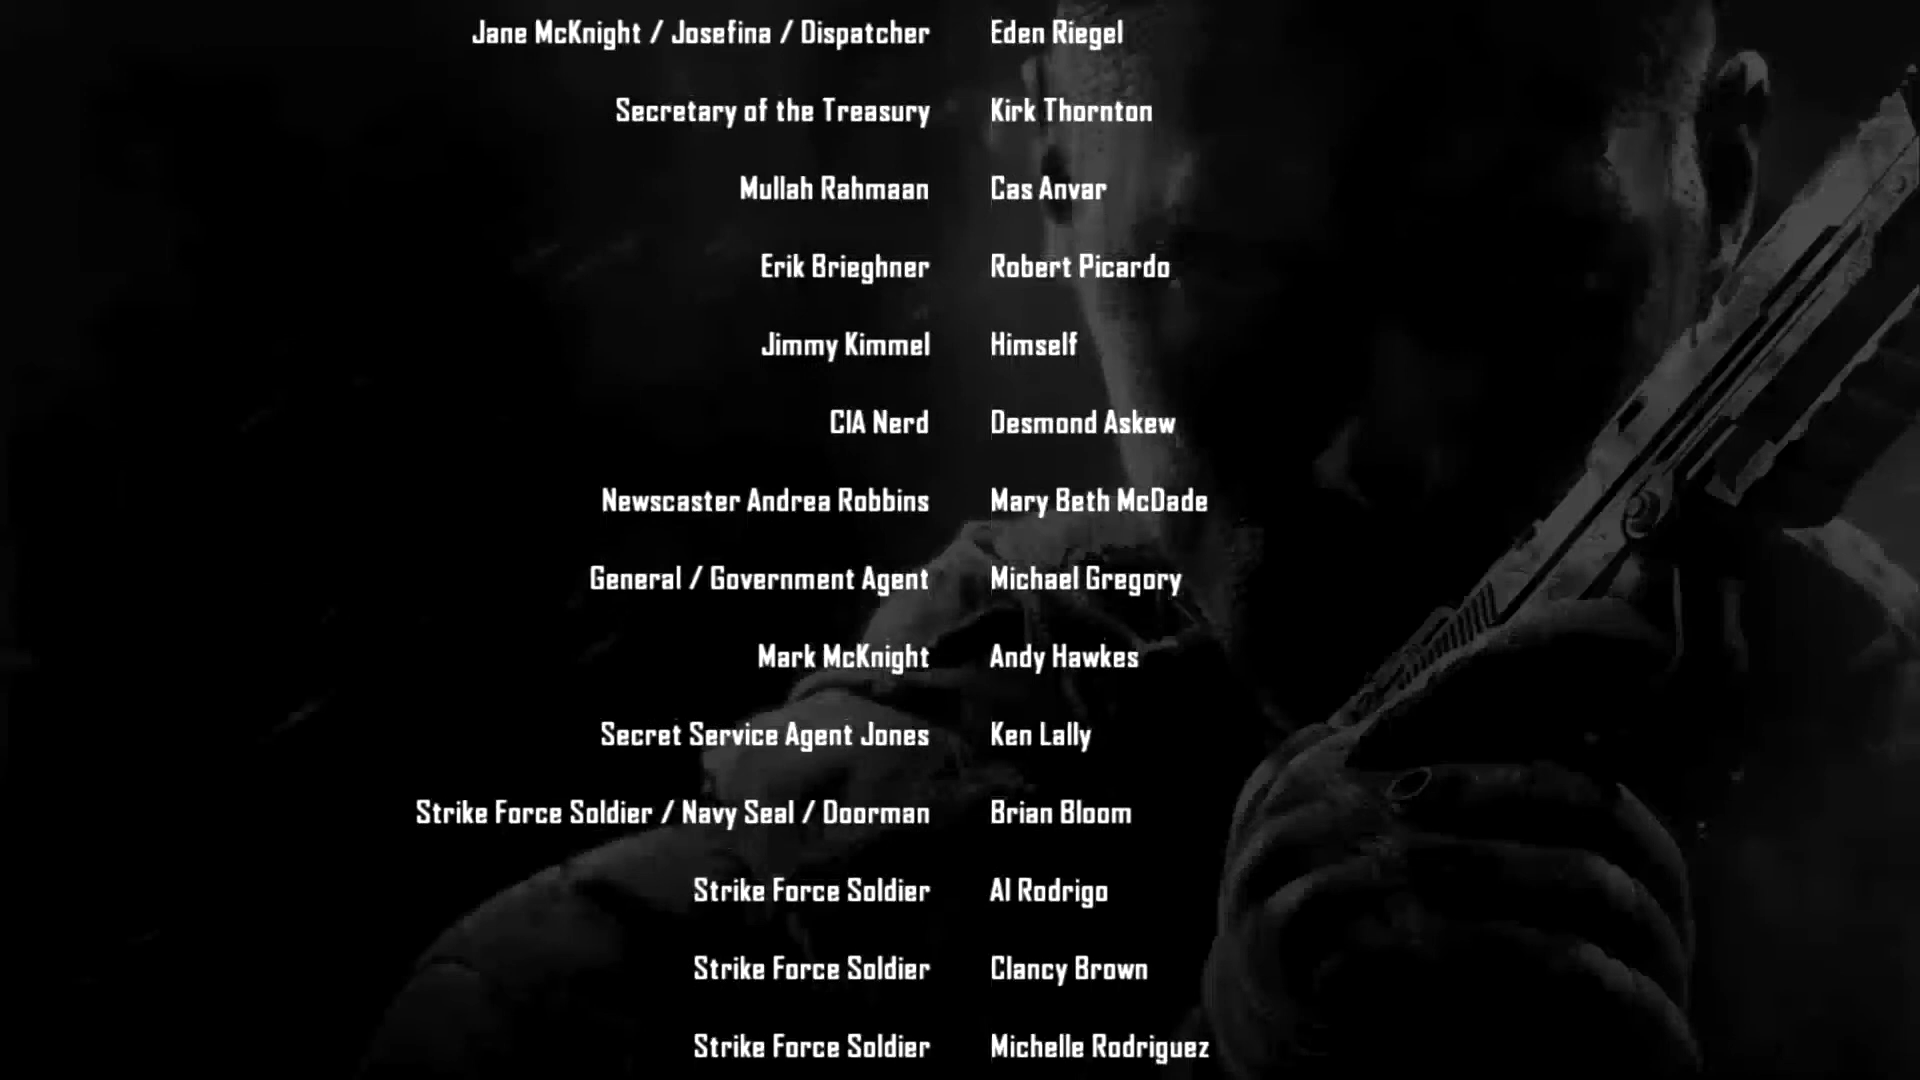 Jane McKnight / Josefina / Dispatcher Eden Riegel
Secretary of the Treasury Kirk Thornton
Mullah Rahmaan Cas Anvar
Erik Brieghner Robert Picardo
Jimmy Kimmel Himself
CIA Nerd Desmond Askew
Newscaster Andrea Robbins Mary Beth McDade
General / Government Agent Michael Gregory
Mark McKnight Andy Hawkes
Secret Service Agent Jones Ken Lally
Strike Force Soldier / Navy Seal / Doorman Brian Bloom
Strike Force Soldier Al Rodrigo
Strike Force Soldier Clancy Brown
Strike Force Soldier Michelle Rodriguez